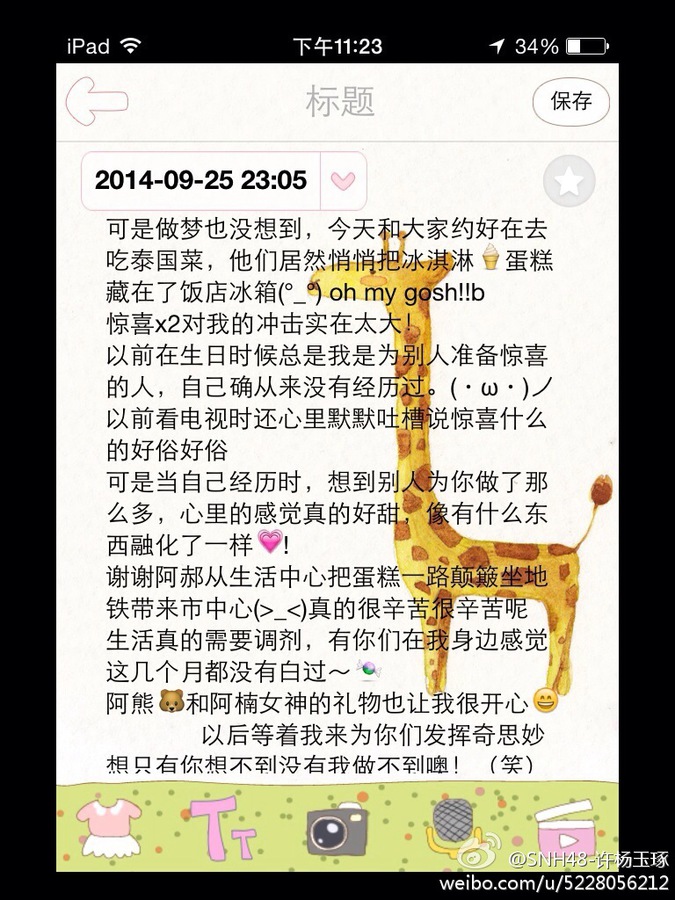 iPad 下午11:23 34%
标题 保存
2014-09-25 23:05
可是做梦也没想到，今天和大家约好在去
吃泰国菜，他们居然悄悄把冰淇淋🍦蛋糕
藏在了饭店冰箱(°_°) oh my gosh!!b
惊喜x2对我的冲击实在太大！
以前在生日时候总是我是为别人准备惊喜
的人，自己确从来没有经历过。(・ω・)ノ
以前看电视时还心里默默吐槽说惊喜什么
的好俗好俗
可是当自己经历时，想到别人为你做了那
么多，心里的感觉真的好甜，像有什么东
西融化了一样💗!
谢谢阿郝从生活中心把蛋糕一路颠簸坐地
铁带来市中心(>_<)真的很辛苦很辛苦呢
生活真的需要调剂，有你们在我身边感觉
这几个月都没有白过～🍬
阿熊🐻和阿楠女神的礼物也让我很开心😄
以后等着我来为你们发挥奇思妙
想只有你想不到没有我做不到噢！（笑）
TT
@SNH48-许杨玉琢
weibo.com/u/5228056212